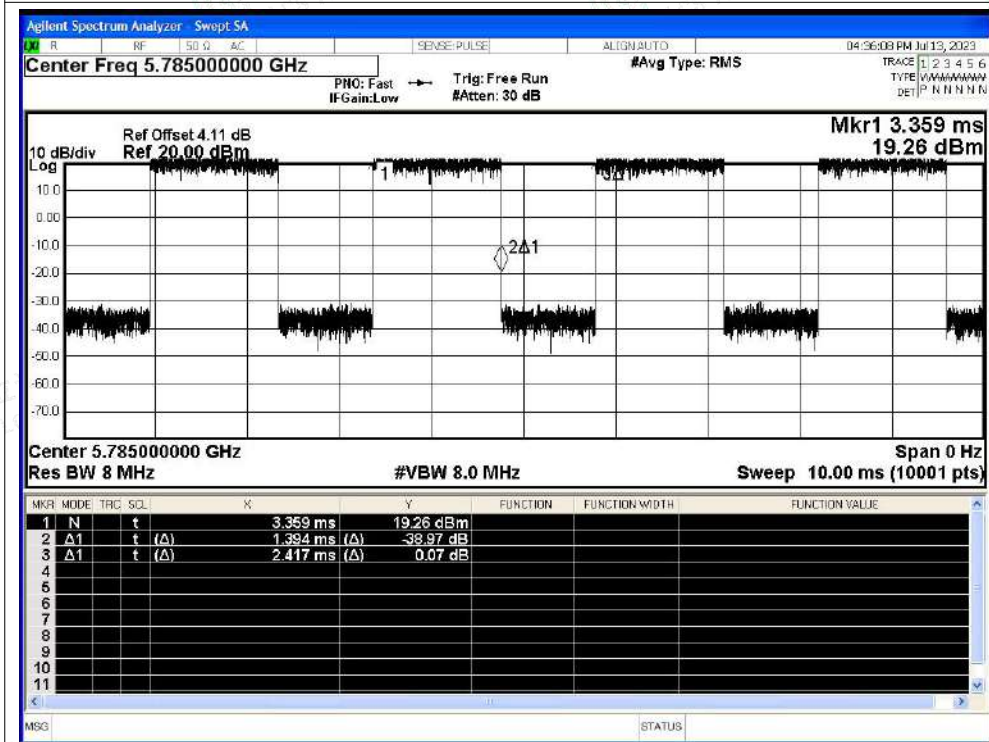 Agilent Spectrum Analyzer - Swept SA
LXI R RF 50 Ω AC SENSE:PULSE ALIGN AUTO 04:36:08 PM Jul 13, 2023
Center Freq 5.785000000 GHz #Avg Type: RMS TRACE 1 2 3 4 5 6
PNO: Fast Trig: Free Run TYPE
IFGain:Low #Atten: 30 dB DET P N N N N N
Mkr1 3.359 ms
Ref Offset 4.11 dB
10 dB/div Ref 20.00 dBm 19.26 dBm
Log
1 3Δ1
10.0
0.00
-10.0
2Δ1
-20.0
-30.0
-40.0
-50.0
-60.0
-70.0
Center 5.785000000 GHz Span 0 Hz
Res BW 8 MHz #VBW 8.0 MHz Sweep 10.00 ms (10001 pts)
MKR MODE TRC SCL X Y FUNCTION FUNCTION WIDTH FUNCTION VALUE
1 N t 3.359 ms 19.26 dBm
2 Δ1 t (Δ) 1.394 ms (Δ) -38.97 dB
3 Δ1 t (Δ) 2.417 ms (Δ) 0.07 dB
4
5
6
7
8
9
10
11
MSG STATUS